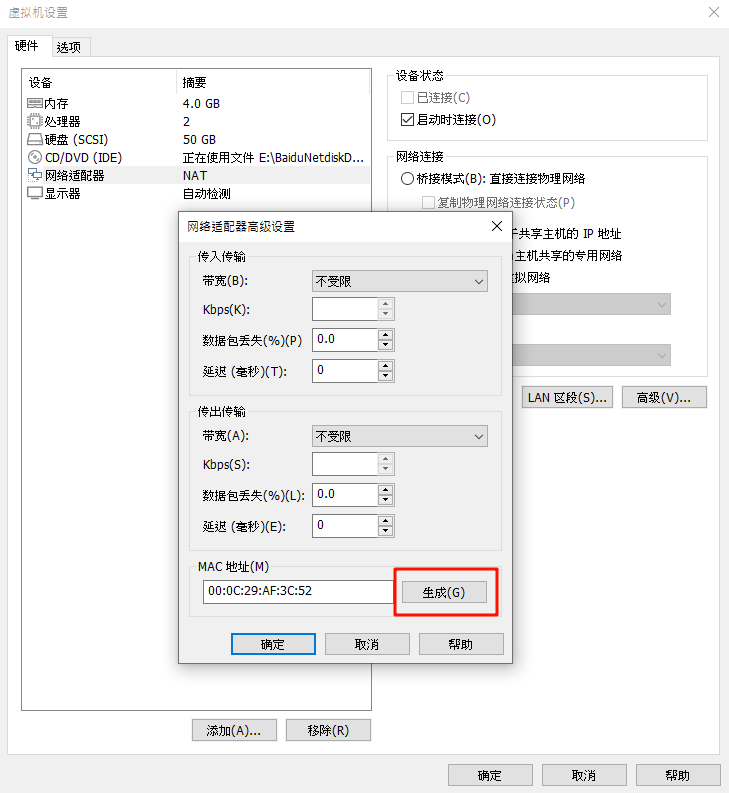 虚拟机设置
硬件 选项
设备 摘要
内存 4.0 GB
处理器 2
硬盘 (SCSI) 50 GB
CD/DVD (IDE) 正在使用文件 E:\BaiduNetdiskD...
网络适配器 NAT
显示器 自动检测
设备状态
已连接(C)
启动时连接(O)
网络连接
桥接模式(B): 直接连接物理网络
复制物理网络连接状态(P)
共享主机的 IP 地址
主机共享的专用网络
拟网络
LAN 区段(S)... 高级(V)...
网络适配器高级设置
传入传输
带宽(B): 不受限
Kbps(K):
数据包丢失(%)(P) 0.0
延迟 (毫秒)(T): 0
传出传输
带宽(A): 不受限
Kbps(S):
数据包丢失(%)(L): 0.0
延迟 (毫秒)(E): 0
MAC 地址(M)
00:0C:29:AF:3C:52 生成(G)
确定 取消 帮助
添加(A)... 移除(R)
确定 取消 帮助